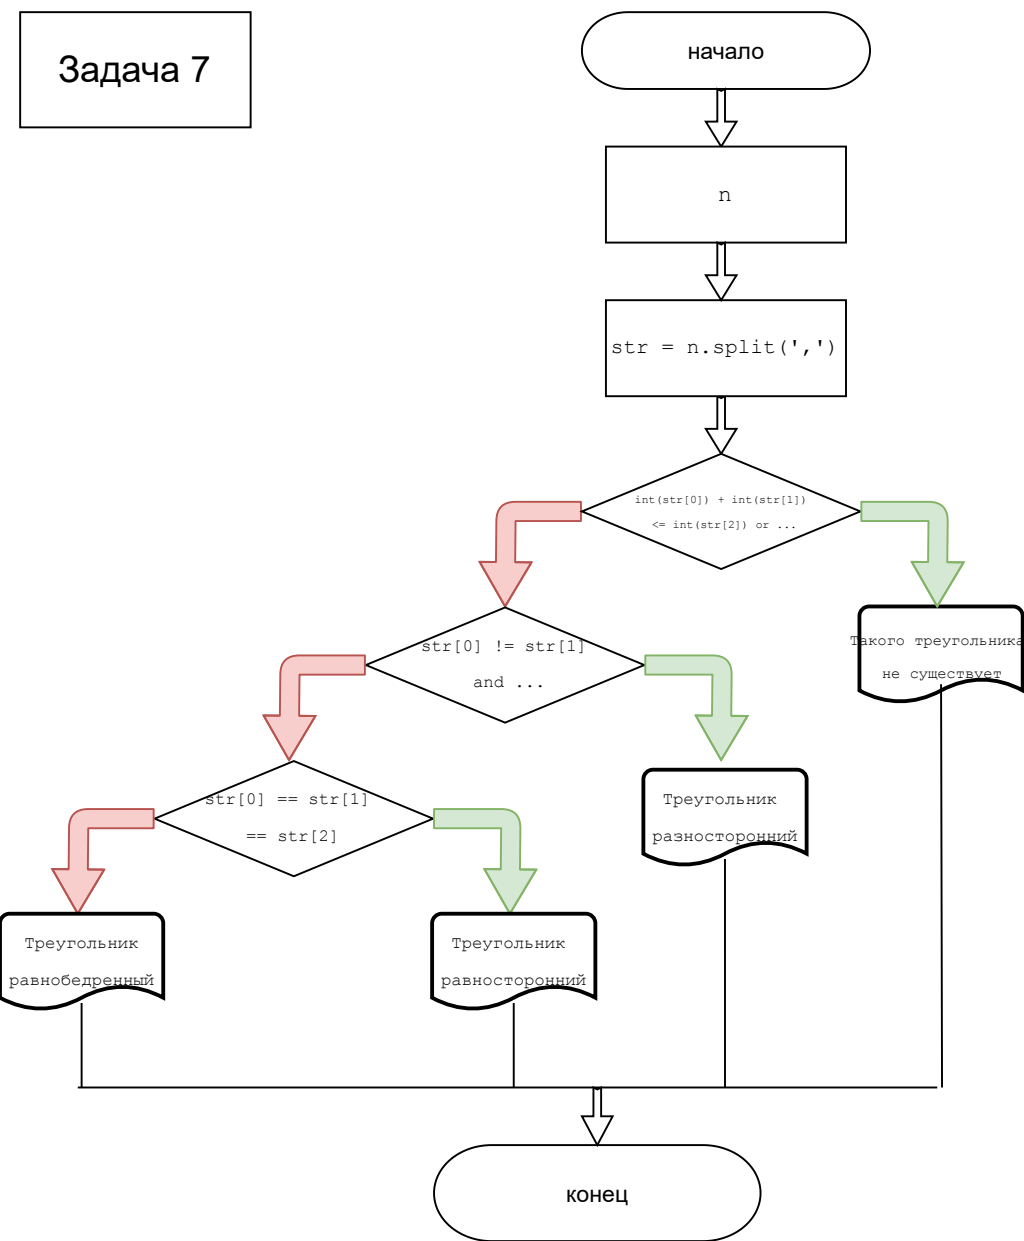 Задача 7
начало
n
str = n.split(',')
int(str[0]) + int(str[1])
<= int(str[2]) or ...
str[0] != str[1]
and ...
Такого треугольника
не существует
str[0] == str[1]
== str[2]
Треугольник
разносторонний
Треугольник
равнобедренный
Треугольник
равносторонний
конец